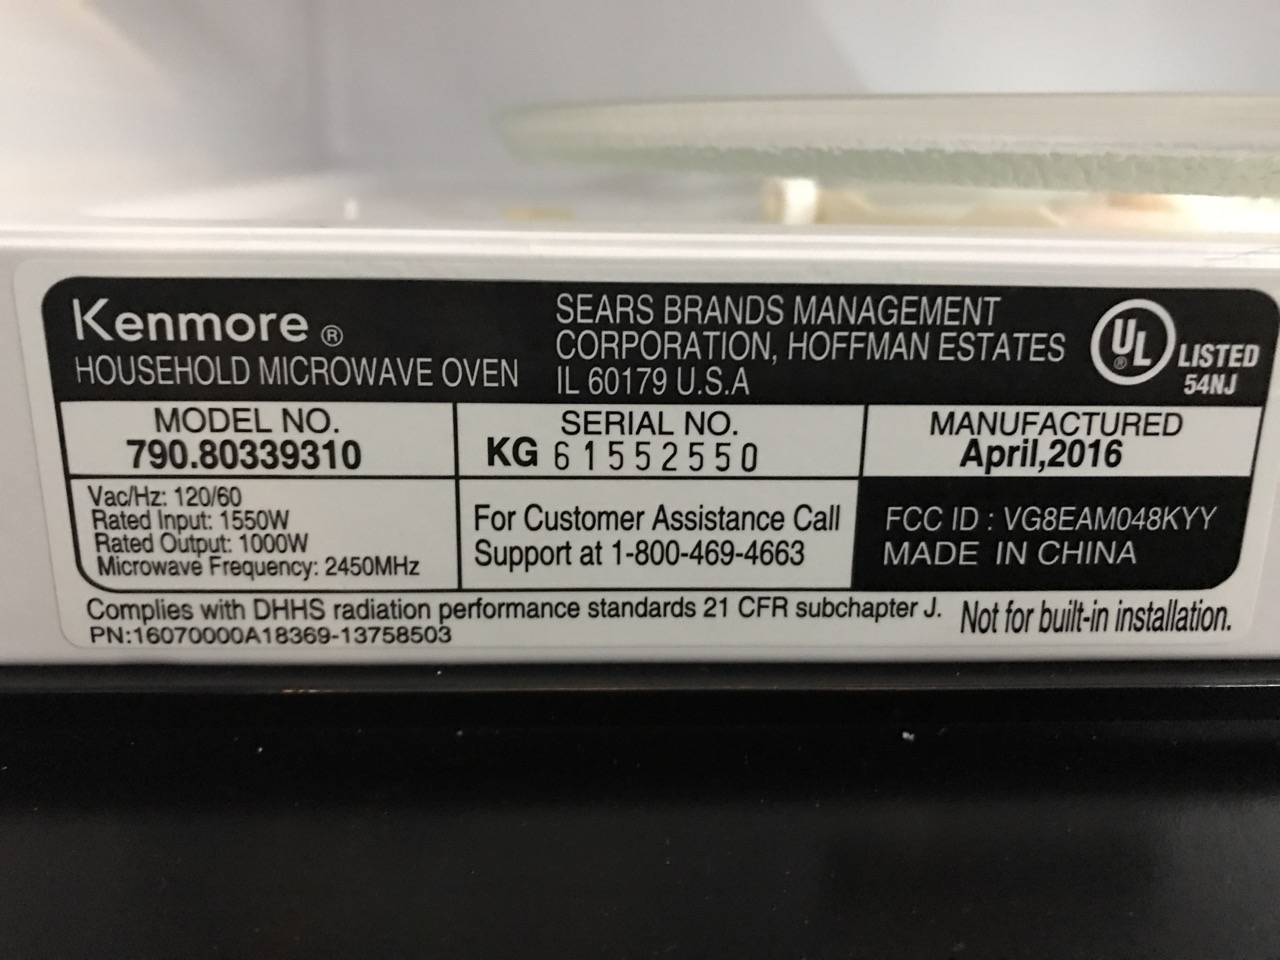 Kenmore ®
HOUSEHOLD MICROWAVE OVEN
SEARS BRANDS MANAGEMENT
CORPORATION, HOFFMAN ESTATES
IL 60179 U.S.A
UL ®
LISTED
54NJ
MODEL NO.
790.80339310
SERIAL NO.
KG 61552550
MANUFACTURED
April,2016
Vac/Hz: 120/60
Rated Input: 1550W
Rated Output: 1000W
Microwave Frequency: 2450MHz
For Customer Assistance Call
Support at 1-800-469-4663
FCC ID : VG8EAM048KYY
MADE IN CHINA
Complies with DHHS radiation performance standards 21 CFR subchapter J.
Not for built-in installation.
PN:16070000A18369-13758503